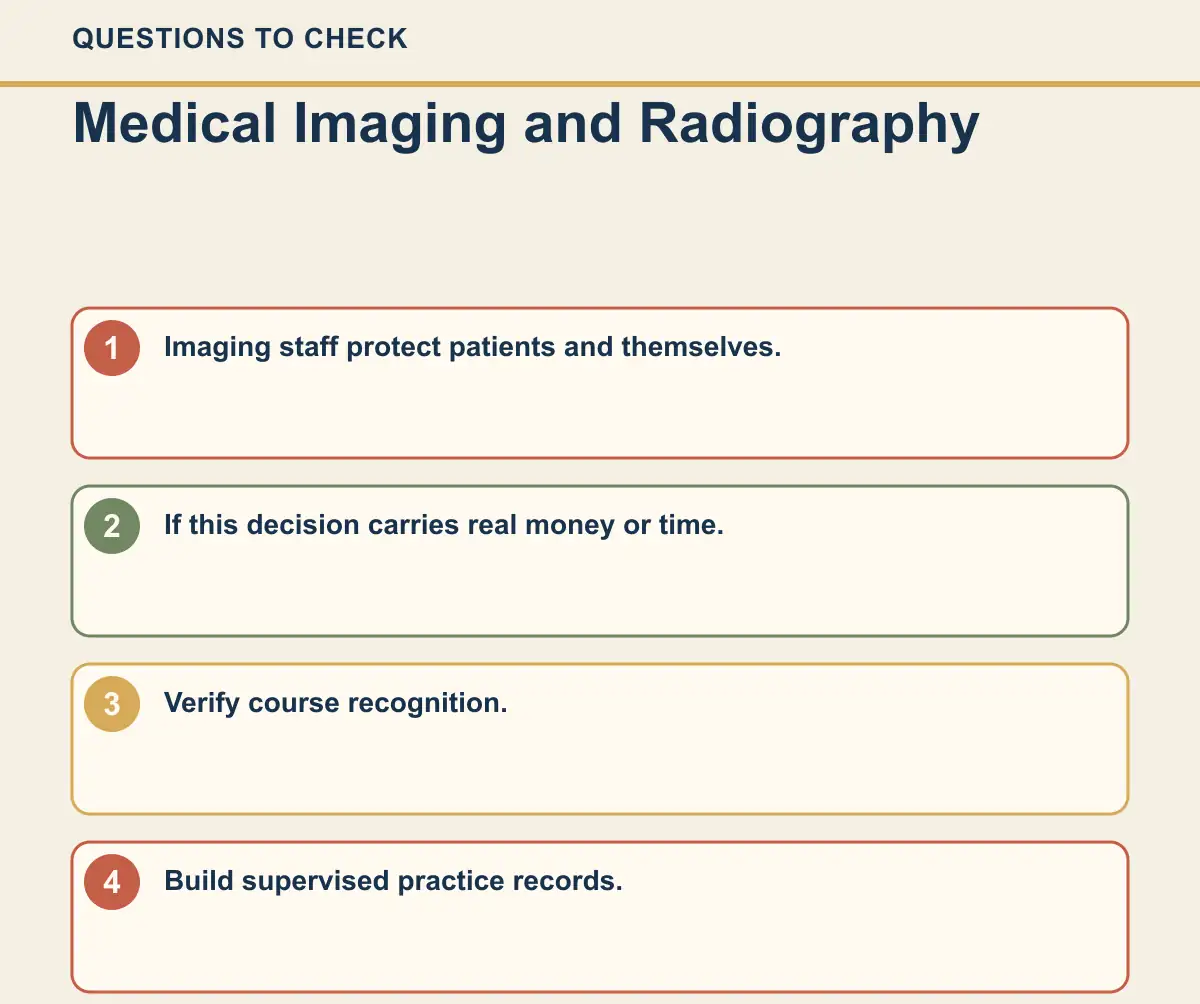 QUESTIONS TO CHECK
Medical Imaging and Radiography
1 Imaging staff protect patients and themselves.
2 If this decision carries real money or time.
3 Verify course recognition.
4 Build supervised practice records.